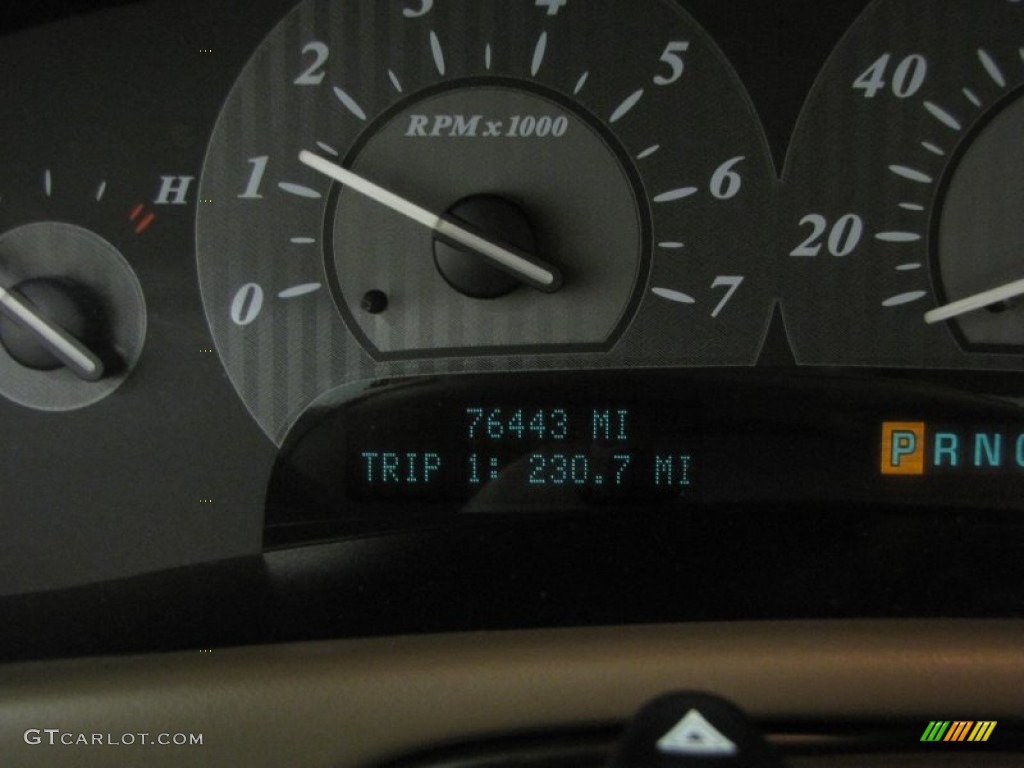 3 4
2 5 40
RPM x 1000
1 6
H
20
0 7
76443 MI
TRIP 1: 230.7 MI
P R N
GTCARLOT.COM